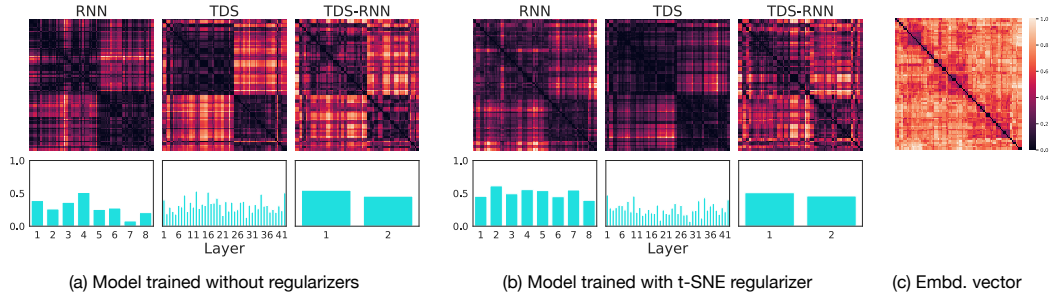 RNN TDS TDS-RNN
1.0
0.5
0.0
1 2 3 4 5 6 7 8
1 6 11 16 21 26 31 36 41
1 2
Layer
(a) Model trained without regularizers
RNN TDS TDS-RNN
1.0
0.5
0.0
1 2 3 4 5 6 7 8
1 6 11 16 21 26 31 36 41
1 2
Layer
(b) Model trained with t-SNE regularizer
1.0
0.8
0.6
0.4
0.2
0.0
(c) Embd. vector